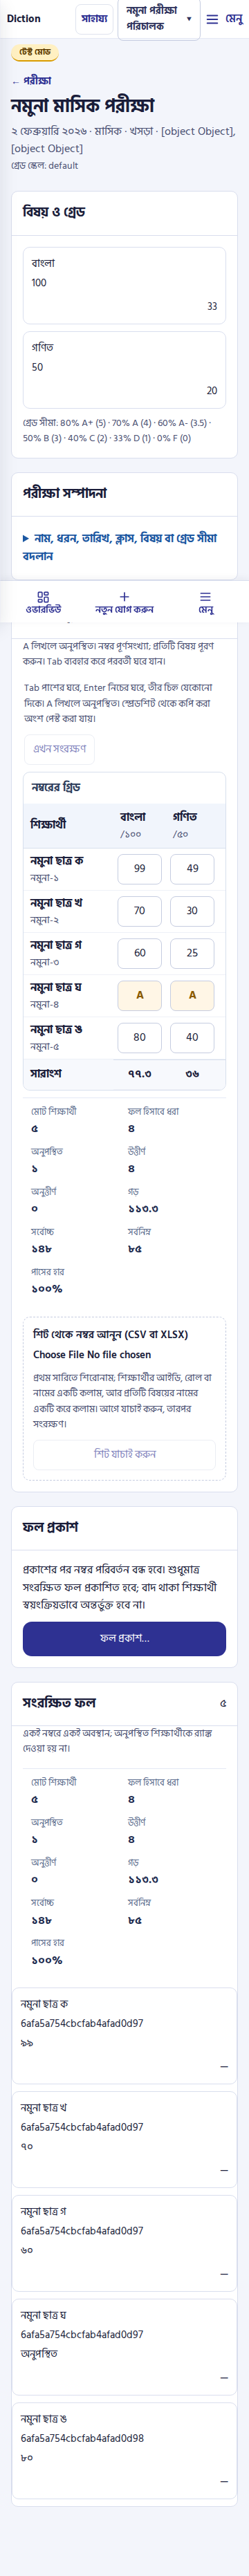 Diction
সাহায্য
নমুনা পরীক্ষা
পরিচালক
▼
মেনু
টেস্ট মোড
← পরীক্ষা
নমুনা মাসিক পরীক্ষা
২ ফেব্রুয়ারি ২০২৬ · মাসিক · খসড়া · [object Object],
[object Object]
গ্রেড স্কেল: default
বিষয় ও গ্রেড
বাংলা
100
33
গণিত
50
20
গ্রেড সীমা: 80% A+ (5) · 70% A (4) · 60% A- (3.5) ·
50% B (3) · 40% C (2) · 33% D (1) · 0% F (0)
পরীক্ষা সম্পাদনা
▶ নাম, ধরন, তারিখ, ক্লাস, বিষয় বা গ্রেড সীমা
বদলান
ওভারভিউ
নতুন যোগ করুন
মেনু
A লিখলে অনুপস্থিত। নম্বর পূর্ণসংখ্যা; প্রতিটি বিষয় পূরণ
করুন। Tab ব্যবহার করে পরবর্তী ঘরে যান।
Tab পাশের ঘরে, Enter নিচের ঘরে, তীর চিহ্ন যেকোনো
দিকে। A লিখলে অনুপস্থিত। স্প্রেডশিট থেকে কপি করা
অংশ পেস্ট করা যায়।
এখন সংরক্ষণ
নম্বরের গ্রিড
শিক্ষার্থী
বাংলা
/১০০
গণিত
/৫০
নমুনা ছাত্র ক
নমুনা-১
99
49
নমুনা ছাত্র খ
নমুনা-২
70
30
নমুনা ছাত্র গ
নমুনা-৩
60
25
নমুনা ছাত্র ঘ
নমুনা-৪
A
A
নমুনা ছাত্র ঙ
নমুনা-৫
80
40
সারাংশ
৭৭.৩
৩৬
মোট শিক্ষার্থী
৫
ফল হিসাবে ধরা
৪
অনুপস্থিত
১
উত্তীর্ণ
৪
অনুত্তীর্ণ
০
গড়
১১৩.৩
সর্বোচ্চ
১৪৮
সর্বনিম্ন
৮৫
পাসের হার
১০০%
শিট থেকে নম্বর আনুন (CSV বা XLSX)
Choose File No file chosen
প্রথম সারিতে শিরোনাম; শিক্ষার্থীর আইডি, রোল বা
নামের একটি কলাম, আর প্রতিটি বিষয়ের নামের
একটি করে কলাম। আগে যাচাই করুন, তারপর
সংরক্ষণ।
শিট যাচাই করুন
ফল প্রকাশ
প্রকাশের পর নম্বর পরিবর্তন বন্ধ হবে। শুধুমাত্র
সংরক্ষিত ফল প্রকাশিত হবে; বাদ থাকা শিক্ষার্থী
স্বয়ংক্রিয়ভাবে অন্তর্ভুক্ত হবে না।
ফল প্রকাশ...
সংরক্ষিত ফল
৫
একই নম্বরে একই অবস্থান; অনুপস্থিত শিক্ষার্থীকে র‍্যাঙ্ক
দেওয়া হয় না।
মোট শিক্ষার্থী
৫
ফল হিসাবে ধরা
৪
অনুপস্থিত
১
উত্তীর্ণ
৪
অনুত্তীর্ণ
০
গড়
১১৩.৩
সর্বোচ্চ
১৪৮
সর্বনিম্ন
৮৫
পাসের হার
১০০%
নমুনা ছাত্র ক
6afa5a754cbcfab4afad0d97
৯৯
—
নমুনা ছাত্র খ
6afa5a754cbcfab4afad0d97
৭০
—
নমুনা ছাত্র গ
6afa5a754cbcfab4afad0d97
৬০
—
নমুনা ছাত্র ঘ
6afa5a754cbcfab4afad0d97
অনুপস্থিত
—
নমুনা ছাত্র ঙ
6afa5a754cbcfab4afad0d98
৮০
—